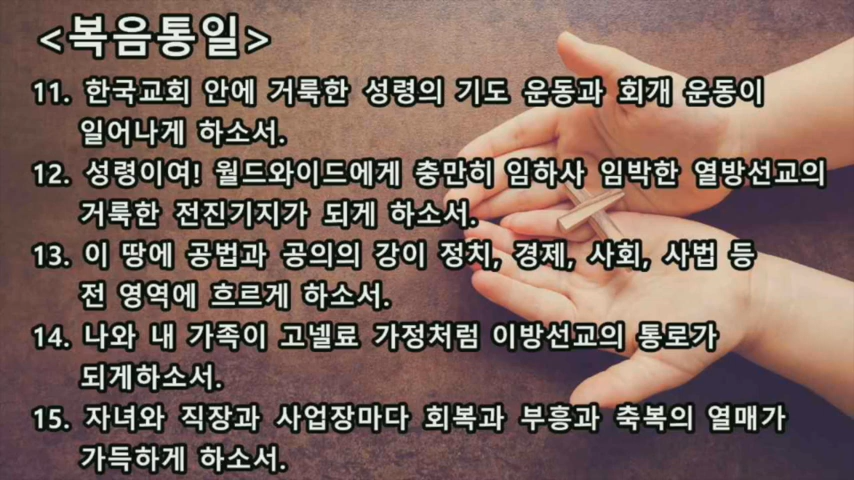 <복음통일>
11. 한국교회 안에 거룩한 성령의 기도 운동과 회개 운동이
일어나게 하소서.
12. 성령이여! 월드와이드에게 충만히 임하사 임박한 열방선교의
거룩한 전진기지가 되게 하소서.
13. 이 땅에 공법과 공의의 강이 정치, 경제, 사회, 사법 등
전 영역에 흐르게 하소서.
14. 나와 내 가족이 고넬료 가정처럼 이방선교의 통로가
되게하소서.
15. 자녀와 직장과 사업장마다 회복과 부흥과 축복의 열매가
가득하게 하소서.